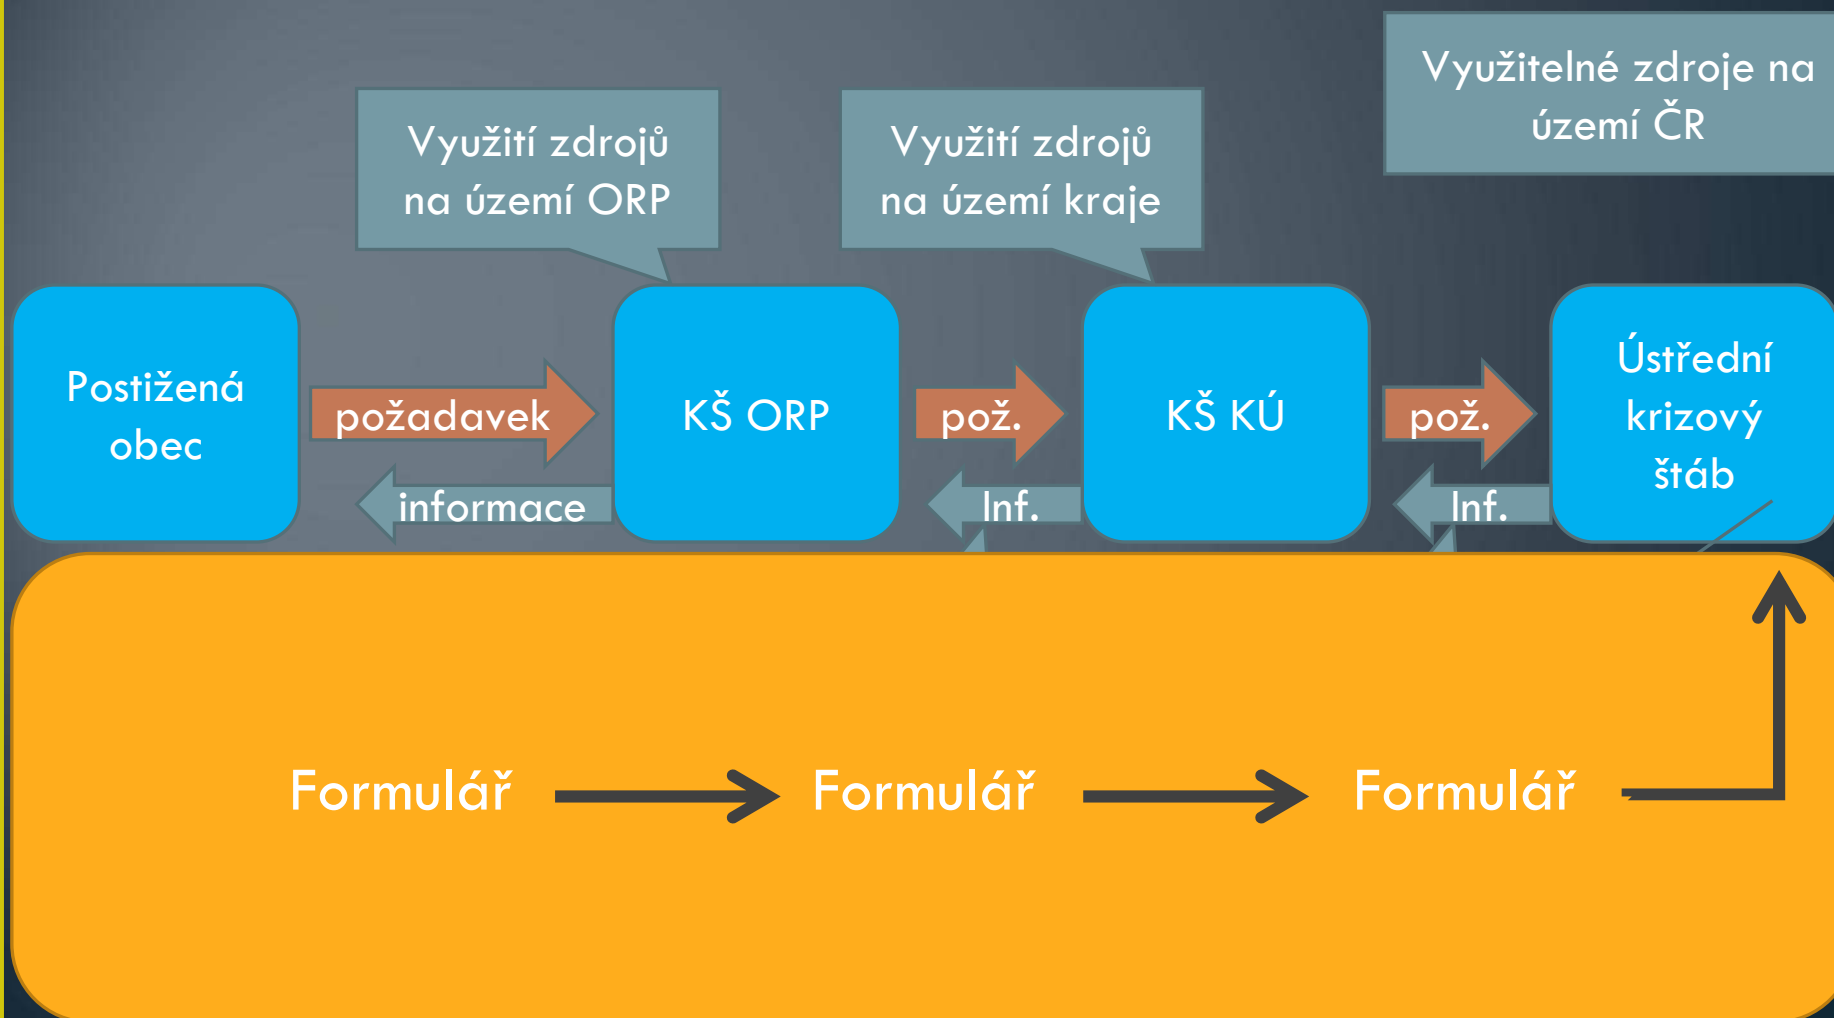 Využitelné zdroje na
území ČR
Využití zdrojů
na území ORP
Využití zdrojů
na území kraje
Postižená
obec
požadavek
informace
KŠ ORP
pož.
Inf.
KŠ KÚ
pož.
Inf.
Ústřední
krizový
štáb
Formulář
Formulář
Formulář